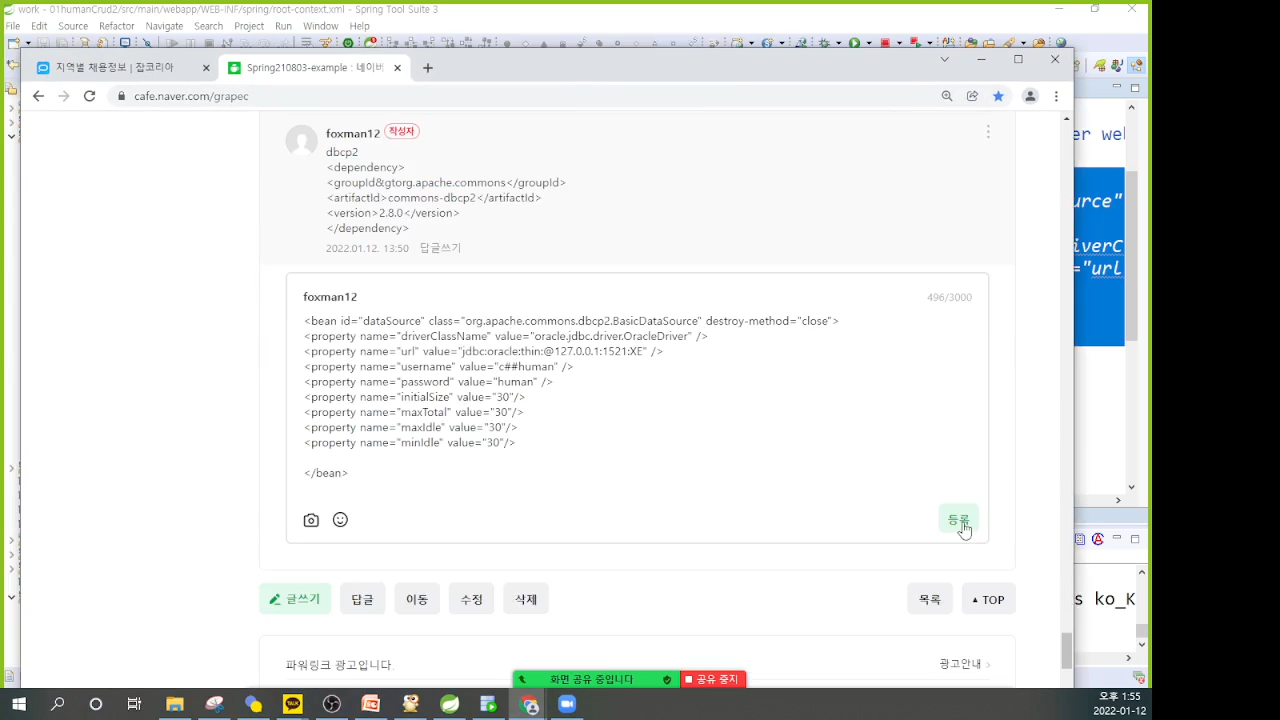 work - 01humanCrud2/src/main/webapp/WEB-INF/spring/root-context.xml - Spring Tool Suite 3
File Edit Source Refactor Navigate Search Project Run Window Help
지역별 채용정보 | 잡코리아
Spring210803-example : 네이버
cafe.naver.com/grapec
foxman12 작성자
dbcp2
<dependency>
<groupId&gtorg.apache.commons</groupId>
<artifactId>commons-dbcp2</artifactId>
<version>2.8.0</version>
</dependency>
2022.01.12. 13:50 답글쓰기
foxman12
496/3000
<bean id="dataSource" class="org.apache.commons.dbcp2.BasicDataSource" destroy-method="close">
<property name="driverClassName" value="oracle.jdbc.driver.OracleDriver" />
<property name="url" value="jdbc:oracle:thin:@127.0.0.1:1521:XE" />
<property name="username" value="c##human" />
<property name="password" value="human" />
<property name="initialSize" value="30"/>
<property name="maxTotal" value="30"/>
<property name="maxIdle" value="30"/>
<property name="minIdle" value="30"/>
</bean>
등록
글쓰기 답글 이동 수정 삭제 목록 TOP
파워링크 광고입니다.
광고안내
화면 공유 중입니다
공유 중지
er we
urce"
iverC
="url
s ko_K
오후 1:55
2022-01-12